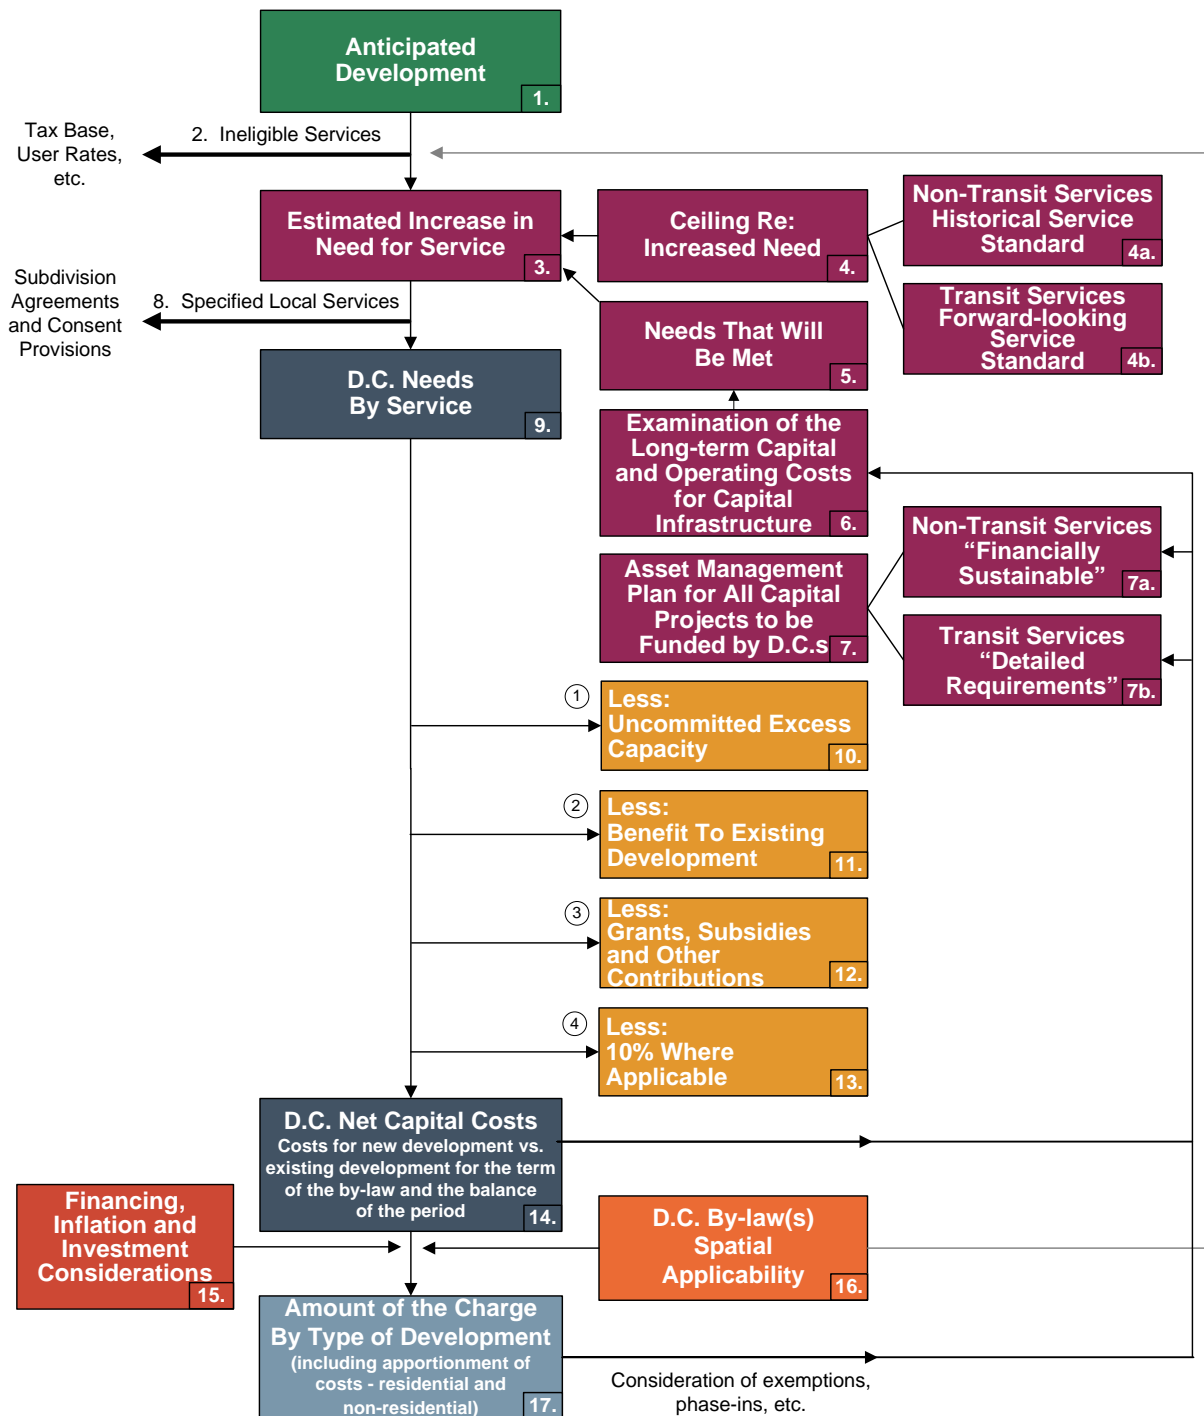 Anticipated
Development
1.
Tax Base,
User Rates,
etc.
2. Ineligible Services
Estimated Increase in
Need for Service
3.
Ceiling Re:
Increased Need
4.
Non-Transit Services
Historical Service
Standard
4a.
Transit Services
Forward-looking
Service
Standard
4b.
Subdivision
Agreements
and Consent
Provisions
8. Specified Local Services
Needs That Will
Be Met
5.
D.C. Needs
By Service
9.
Examination of the
Long-term Capital
and Operating Costs
for Capital
Infrastructure
6.
Non-Transit Services
“Financially
Sustainable”
7a.
Asset Management
Plan for All Capital
Projects to be
Funded by D.C.s
7.
Transit Services
“Detailed
Requirements”
7b.
1
Less:
Uncommitted Excess
Capacity
10.
2
Less:
Benefit To Existing
Development
11.
3
Less:
Grants, Subsidies
and Other
Contributions
12.
4
Less:
10% Where
Applicable
13.
D.C. Net Capital Costs
Costs for new development vs.
existing development for the term
of the by-law and the balance
of the period
14.
Financing,
Inflation and
Investment
Considerations
15.
D.C. By-law(s)
Spatial
Applicability
16.
Amount of the Charge
By Type of Development
(including apportionment of
costs - residential and
non-residential)
17.
Consideration of exemptions,
phase-ins, etc.